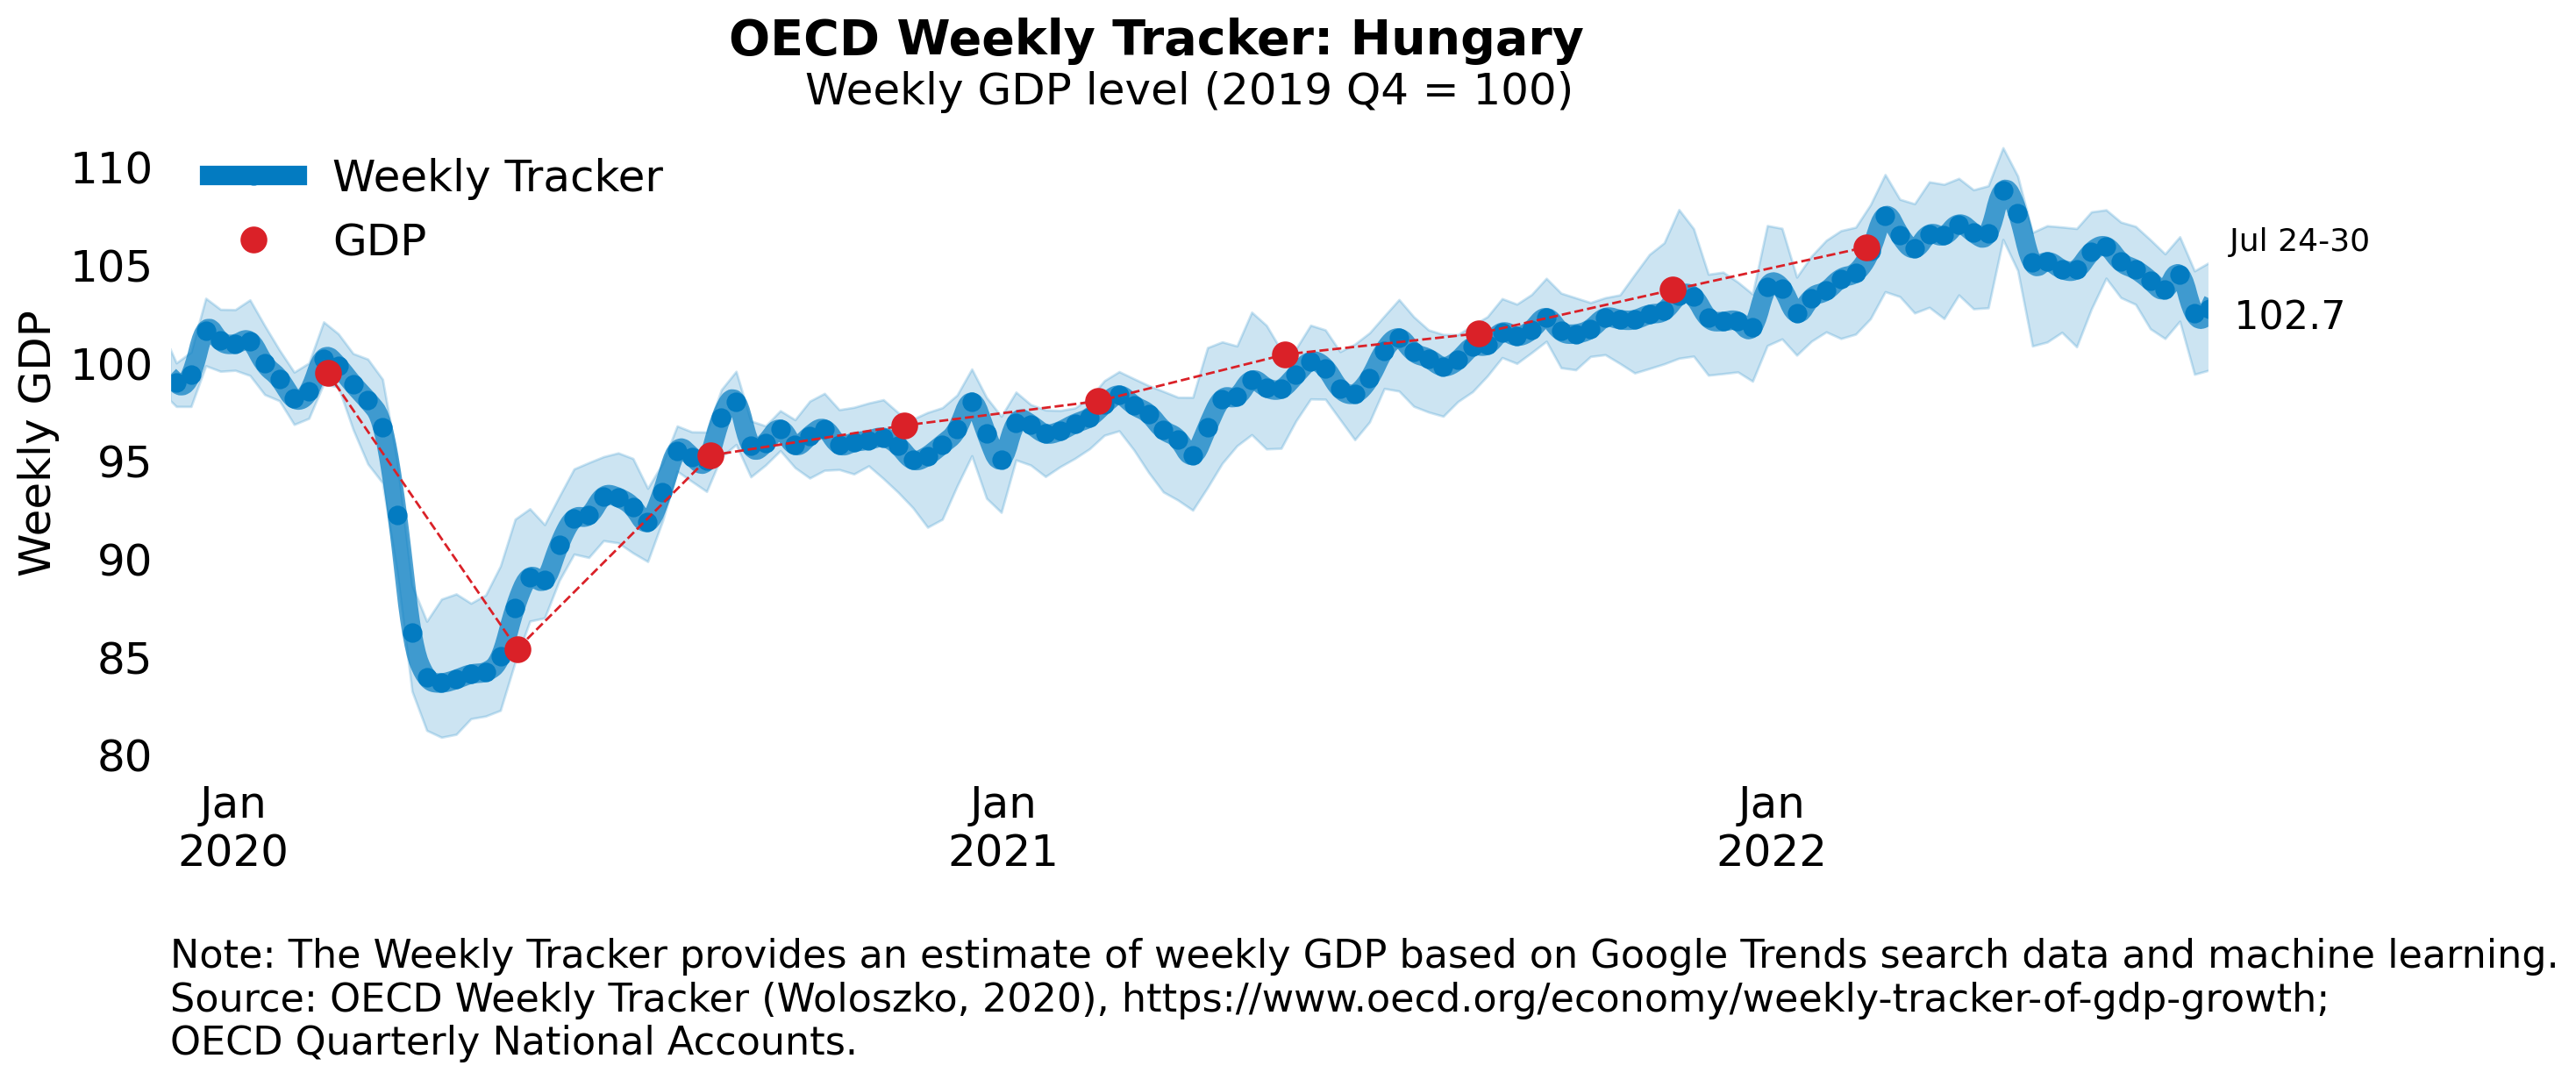 OECD Weekly Tracker: Hungary
Weekly GDP level (2019 Q4 = 100)
Weekly GDP
110
105
100
95
90
85
80
Weekly Tracker
GDP
Jul 24-30
102.7
Jan
2020
Jan
2021
Jan
2022
Note: The Weekly Tracker provides an estimate of weekly GDP based on Google Trends search data and machine learning.
Source: OECD Weekly Tracker (Woloszko, 2020), https://www.oecd.org/economy/weekly-tracker-of-gdp-growth;
OECD Quarterly National Accounts.